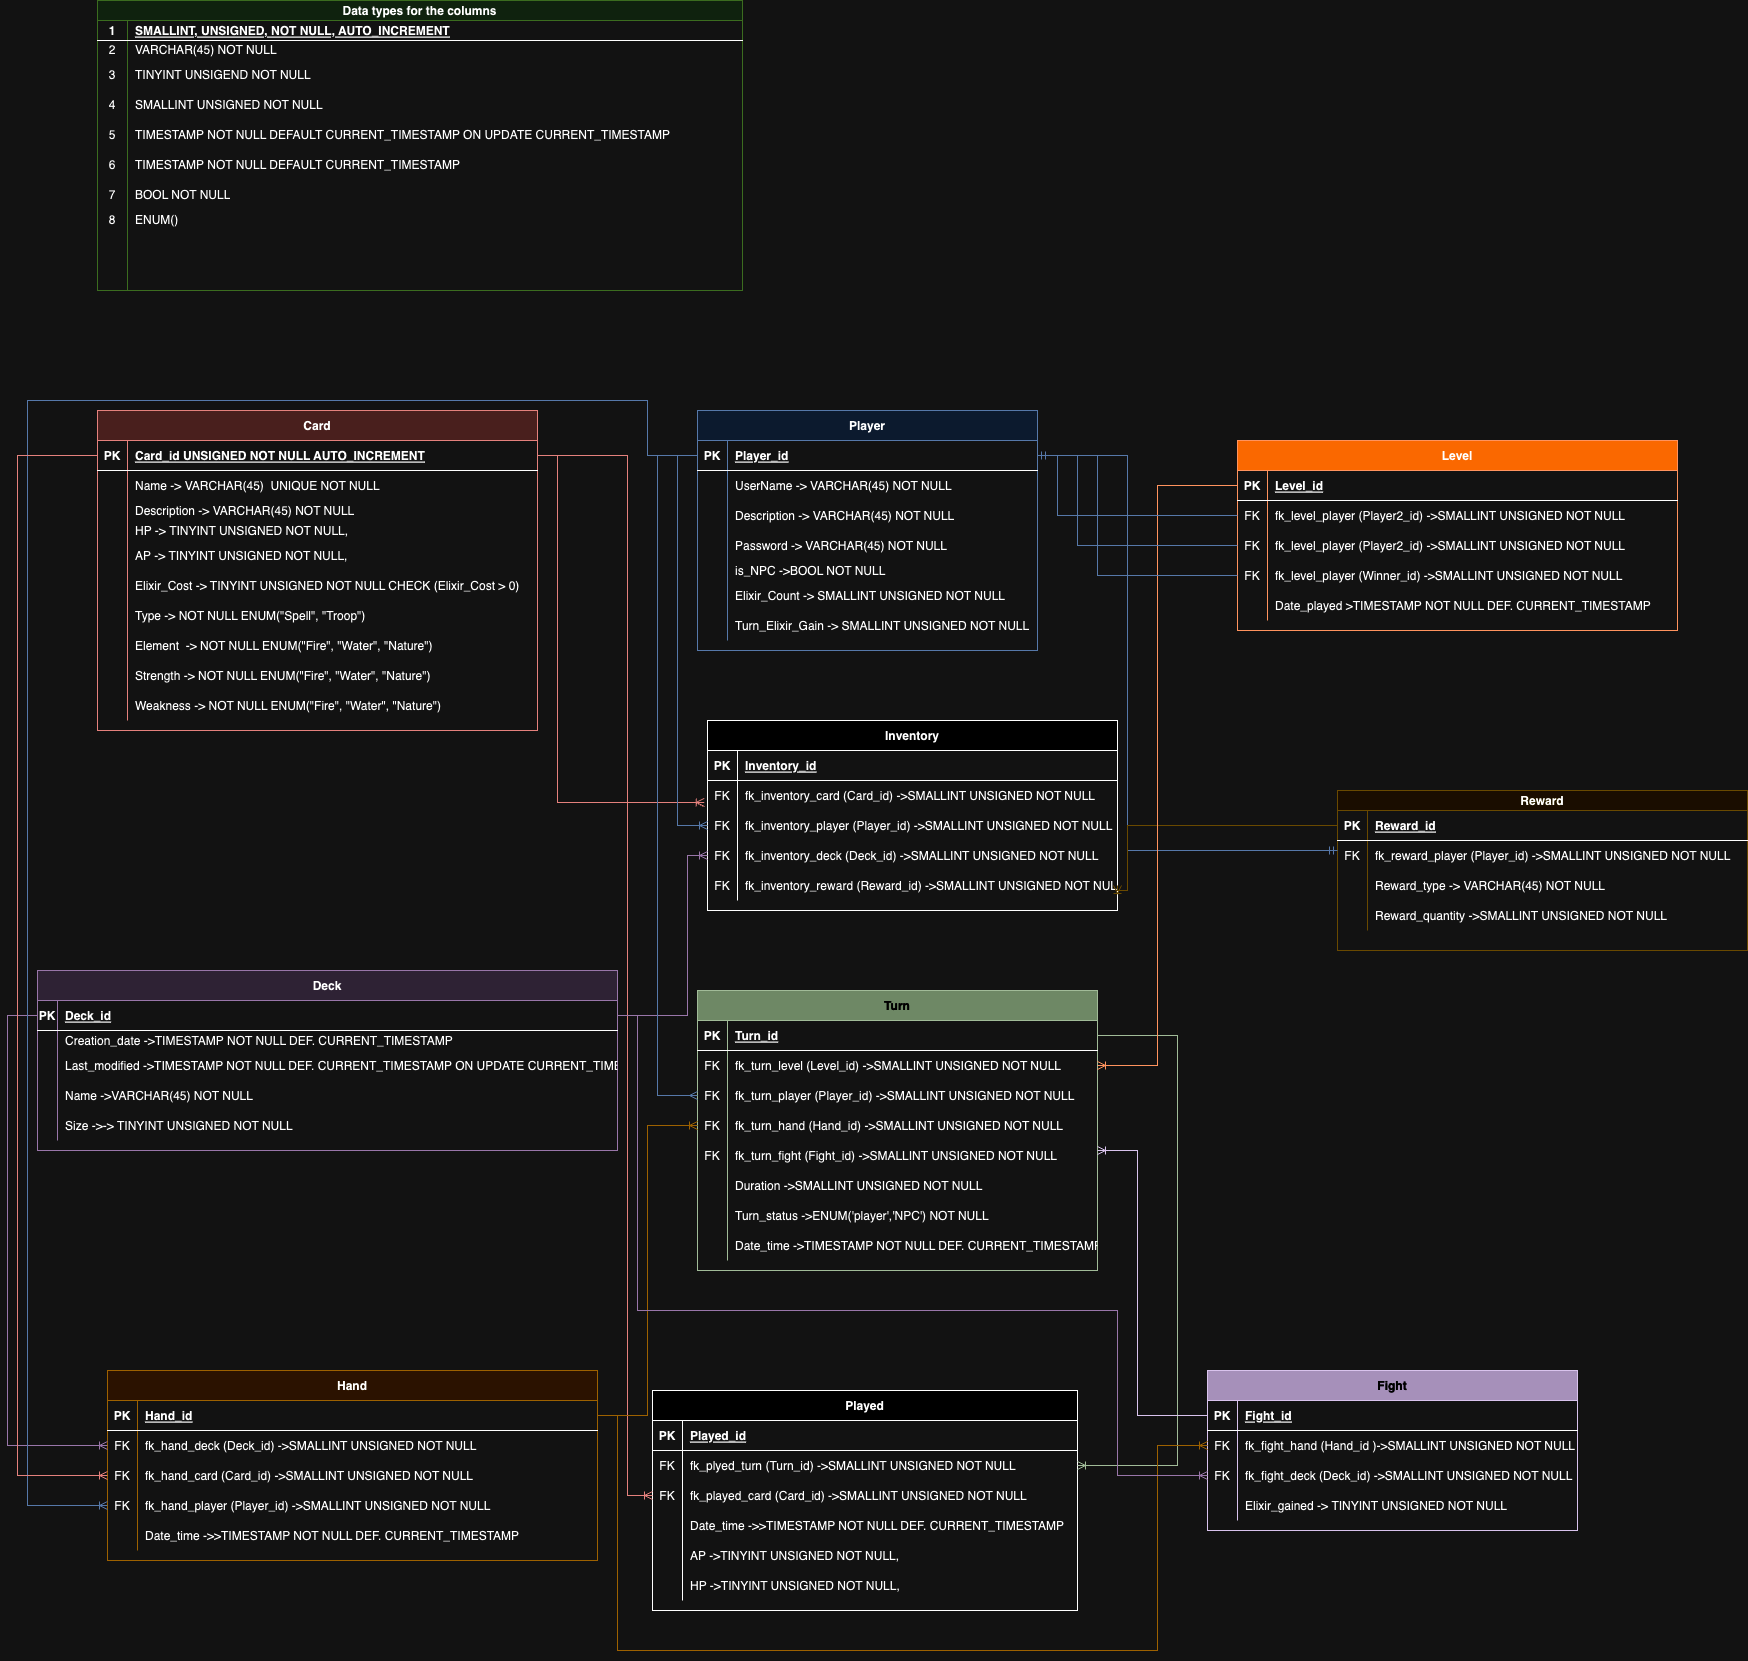 Data types for the columns
1 SMALLINT, UNSIGNED, NOT NULL, AUTO_INCREMENT
2 VARCHAR(45) NOT NULL
3 TINYINT UNSIGEND NOT NULL
4 SMALLINT UNSIGNED NOT NULL
5 TIMESTAMP NOT NULL DEFAULT CURRENT_TIMESTAMP ON UPDATE CURRENT_TIMESTAMP
6 TIMESTAMP NOT NULL DEFAULT CURRENT_TIMESTAMP
7 BOOL NOT NULL
8 ENUM()
Card
PK Card_id UNSIGNED NOT NULL AUTO_INCREMENT
Name -> VARCHAR(45)  UNIQUE NOT NULL
Description -> VARCHAR(45) NOT NULL
HP -> TINYINT UNSIGNED NOT NULL,
AP -> TINYINT UNSIGNED NOT NULL,
Elixir_Cost -> TINYINT UNSIGNED NOT NULL CHECK (Elixir_Cost > 0)
Type -> NOT NULL ENUM("Spell", "Troop")
Element  -> NOT NULL ENUM("Fire", "Water", "Nature")
Strength -> NOT NULL ENUM("Fire", "Water", "Nature")
Weakness -> NOT NULL ENUM("Fire", "Water", "Nature")
Player
PK Player_id
UserName -> VARCHAR(45) NOT NULL
Description -> VARCHAR(45) NOT NULL
Password -> VARCHAR(45) NOT NULL
is_NPC ->BOOL NOT NULL
Elixir_Count -> SMALLINT UNSIGNED NOT NULL
Turn_Elixir_Gain -> SMALLINT UNSIGNED NOT NULL
Level
PK Level_id
FK fk_level_player (Player2_id) ->SMALLINT UNSIGNED NOT NULL
FK fk_level_player (Player2_id) ->SMALLINT UNSIGNED NOT NULL
FK fk_level_player (Winner_id) ->SMALLINT UNSIGNED NOT NULL
Date_played >TIMESTAMP NOT NULL DEF. CURRENT_TIMESTAMP
Inventory
PK Inventory_id
FK fk_inventory_card (Card_id) ->SMALLINT UNSIGNED NOT NULL
FK fk_inventory_player (Player_id) ->SMALLINT UNSIGNED NOT NULL
FK fk_inventory_deck (Deck_id) ->SMALLINT UNSIGNED NOT NULL
FK fk_inventory_reward (Reward_id) ->SMALLINT UNSIGNED NOT NUL
Reward
PK Reward_id
FK fk_reward_player (Player_id) ->SMALLINT UNSIGNED NOT NULL
Reward_type -> VARCHAR(45) NOT NULL
Reward_quantity ->SMALLINT UNSIGNED NOT NULL
Deck
PK Deck_id
Creation_date ->TIMESTAMP NOT NULL DEF. CURRENT_TIMESTAMP
Last_modified ->TIMESTAMP NOT NULL DEF. CURRENT_TIMESTAMP ON UPDATE CURRENT_TIME
Name ->VARCHAR(45) NOT NULL
Size ->-> TINYINT UNSIGNED NOT NULL
Turn
PK Turn_id
FK fk_turn_level (Level_id) ->SMALLINT UNSIGNED NOT NULL
FK fk_turn_player (Player_id) ->SMALLINT UNSIGNED NOT NULL
FK fk_turn_hand (Hand_id) ->SMALLINT UNSIGNED NOT NULL
FK fk_turn_fight (Fight_id) ->SMALLINT UNSIGNED NOT NULL
Duration ->SMALLINT UNSIGNED NOT NULL
Turn_status ->ENUM('player','NPC') NOT NULL
Date_time ->TIMESTAMP NOT NULL DEF. CURRENT_TIMESTAMP
Hand
PK Hand_id
FK fk_hand_deck (Deck_id) ->SMALLINT UNSIGNED NOT NULL
FK fk_hand_card (Card_id) ->SMALLINT UNSIGNED NOT NULL
FK fk_hand_player (Player_id) ->SMALLINT UNSIGNED NOT NULL
Date_time ->>TIMESTAMP NOT NULL DEF. CURRENT_TIMESTAMP
Played
PK Played_id
FK fk_plyed_turn (Turn_id) ->SMALLINT UNSIGNED NOT NULL
FK fk_played_card (Card_id) ->SMALLINT UNSIGNED NOT NULL
Date_time ->>TIMESTAMP NOT NULL DEF. CURRENT_TIMESTAMP
AP ->TINYINT UNSIGNED NOT NULL,
HP ->TINYINT UNSIGNED NOT NULL,
Fight
PK Fight_id
FK fk_fight_hand (Hand_id )->SMALLINT UNSIGNED NOT NULL
FK fk_fight_deck (Deck_id) ->SMALLINT UNSIGNED NOT NULL
Elixir_gained -> TINYINT UNSIGNED NOT NULL